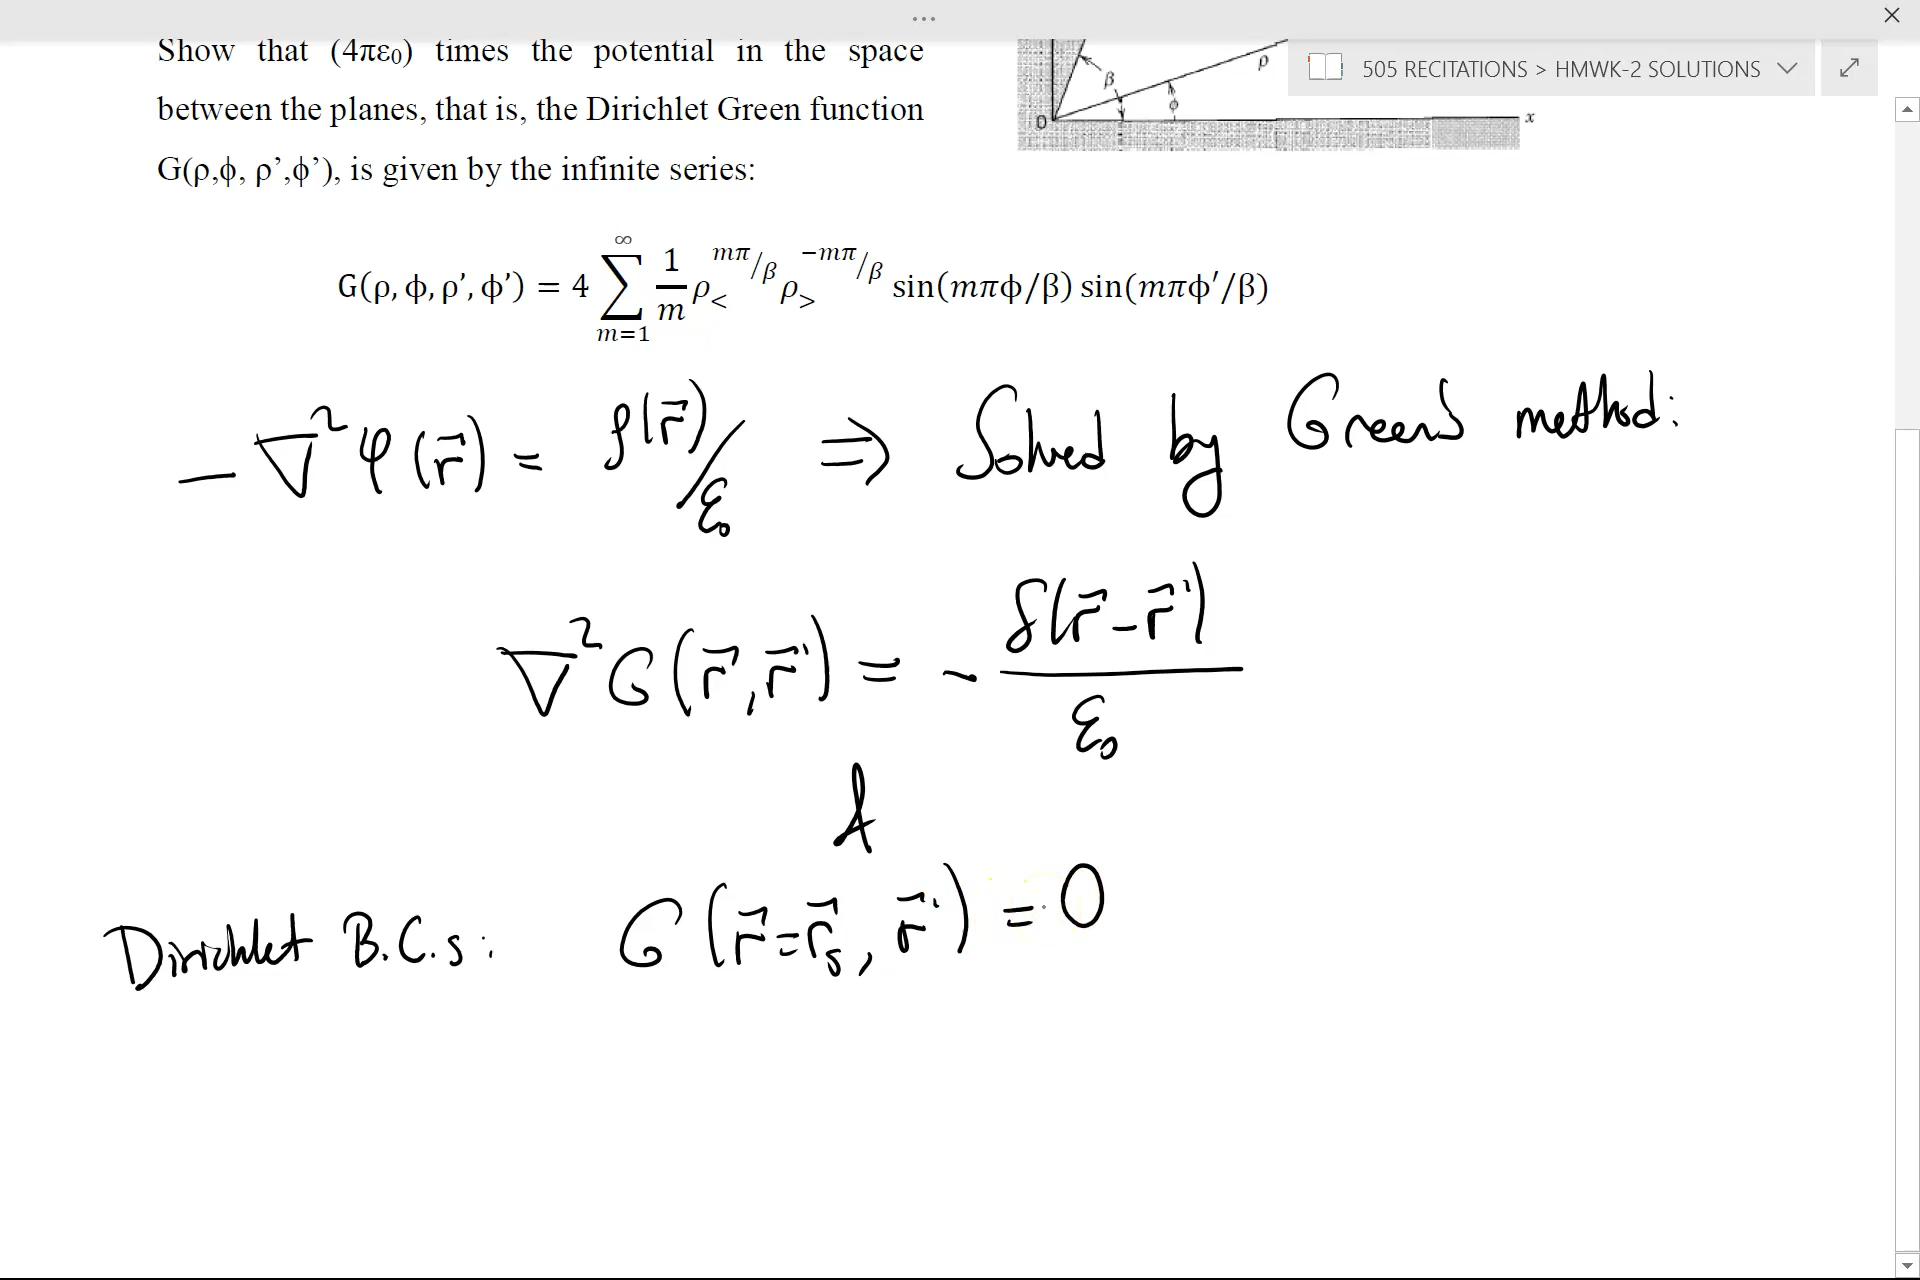 Show that (4πε₀) times the potential in the space
505 RECITATIONS > HMWK-2 SOLUTIONS
between the planes, that is, the Dirichlet Green function
G(ρ,ϕ, ρ’,ϕ’), is given by the infinite series:
β ρ ϕ O x
G(ρ, ϕ, ρ’, ϕ’) = 4 ∑_{m=1}^{∞} 1/m ρ_<^{mπ/β} ρ_>^{-mπ/β} sin(mπϕ/β) sin(mπϕ′/β)
−∇²φ(r⃗) = ρ(r⃗)/ε₀ ⇒ Solved by Green's method:
∇²G(r⃗, r⃗') = − δ(r⃗ − r⃗')/ε₀
&
Dirichlet B.C.s: G(r⃗ = r⃗s, r⃗') = 0